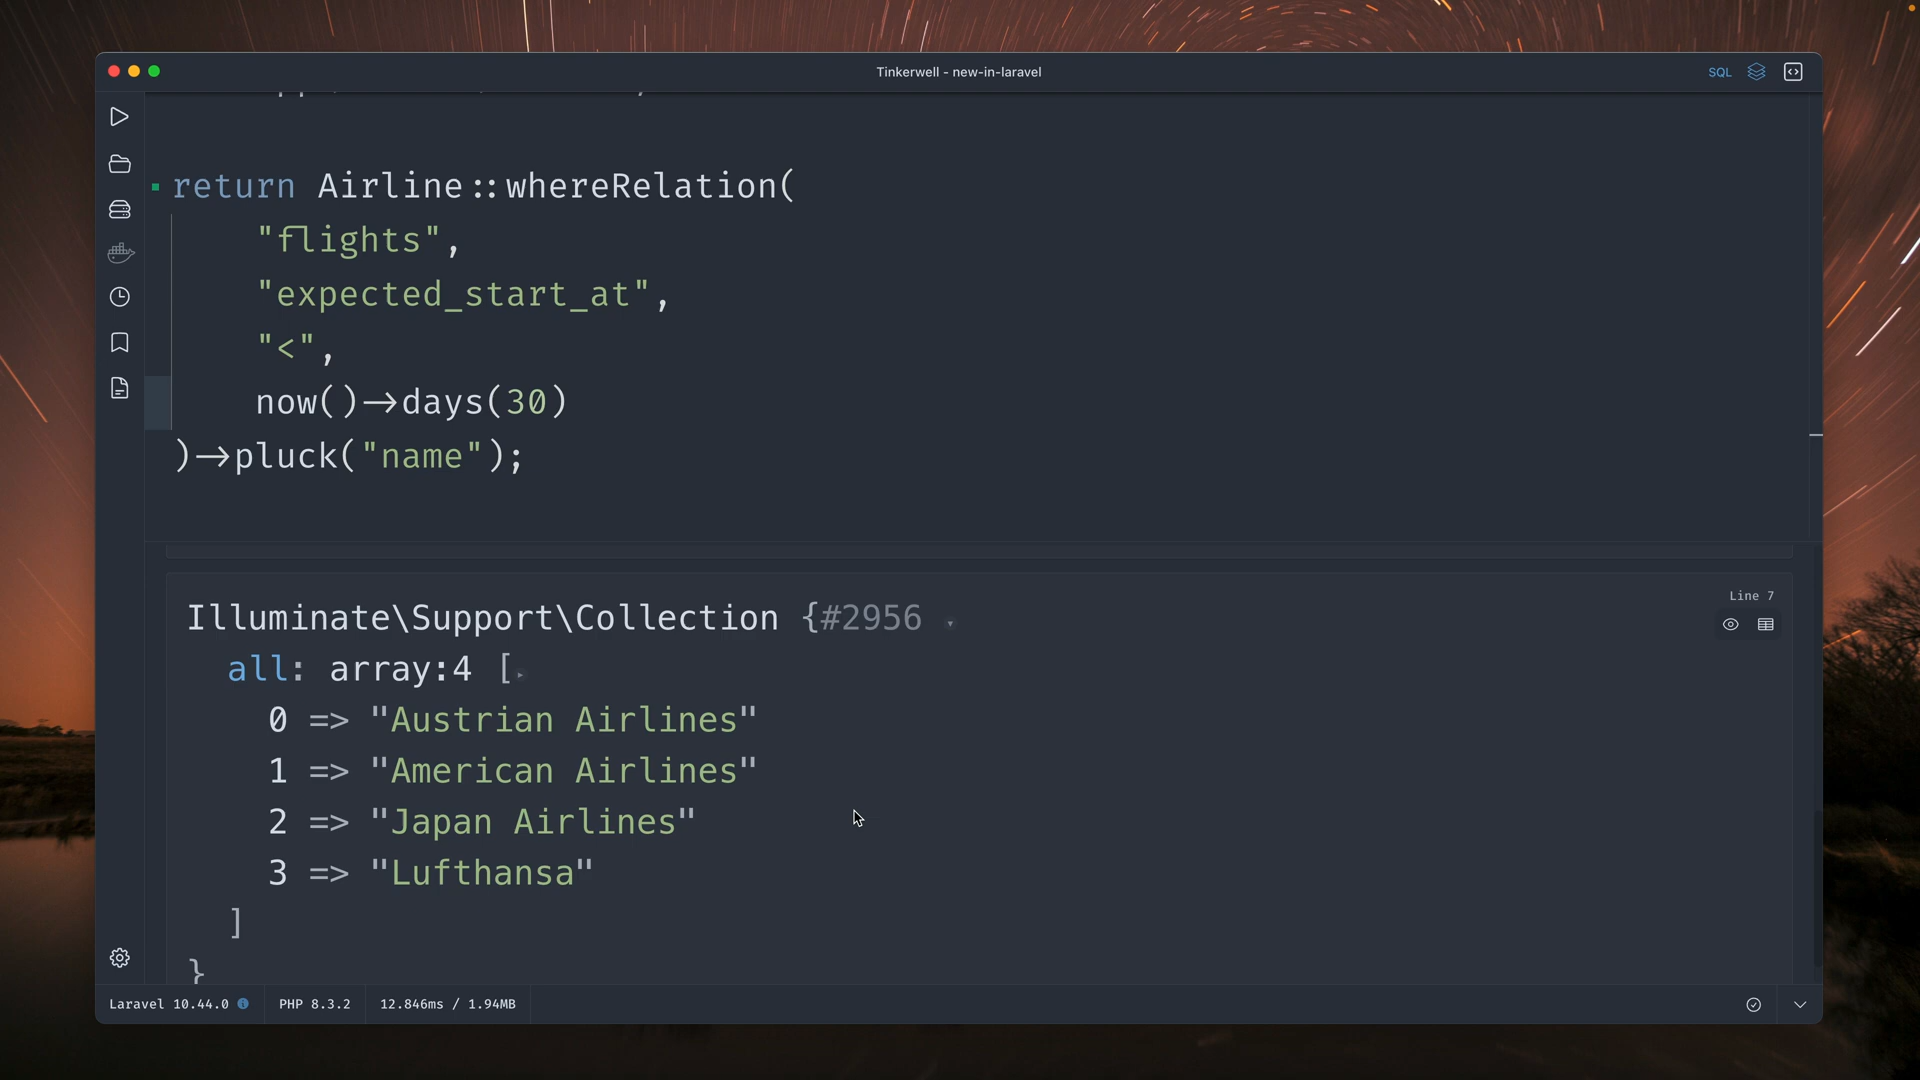 Tinkerwell - new-in-laravel
SQL
return Airline::whereRelation(
"flights",
"expected_start_at",
"<",
now()->days(30)
)->pluck("name");
Line 7
Illuminate\Support\Collection {#2956
all: array:4 [
0 => "Austrian Airlines"
1 => "American Airlines"
2 => "Japan Airlines"
3 => "Lufthansa"
]
}
Laravel 10.44.0
PHP 8.3.2
12.846ms / 1.94MB